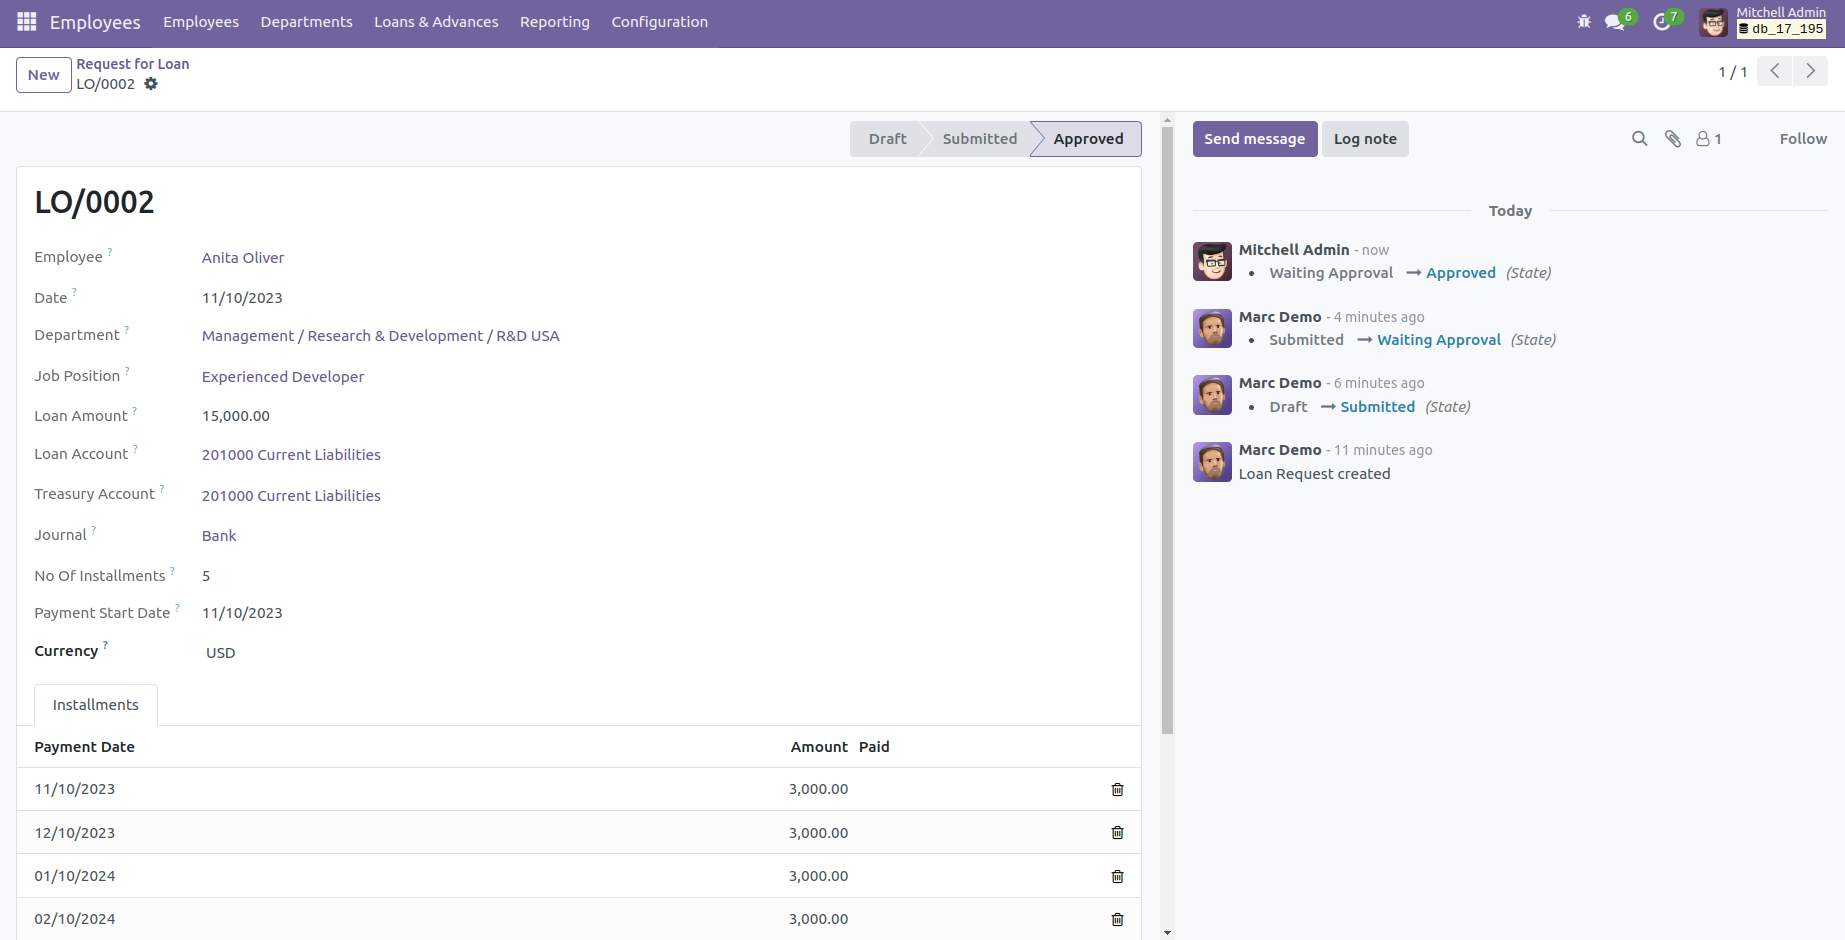 Employees Employees Departments Loans & Advances Reporting Configuration 6 7 Mitchell Admin
db_17_195
New Request for Loan
LO/0002
1 / 1
Draft Submitted Approved
Send message Log note 1 Follow
LO/0002
Employee ? Anita Oliver
Date ? 11/10/2023
Department ? Management / Research & Development / R&D USA
Job Position ? Experienced Developer
Loan Amount ? 15,000.00
Loan Account ? 201000 Current Liabilities
Treasury Account ? 201000 Current Liabilities
Journal ? Bank
No Of Installments ? 5
Payment Start Date ? 11/10/2023
Currency ? USD
Installments
Payment Date Amount Paid
11/10/2023 3,000.00
12/10/2023 3,000.00
01/10/2024 3,000.00
02/10/2024 3,000.00
Today
Mitchell Admin - now
• Waiting Approval → Approved (State)
Marc Demo - 4 minutes ago
• Submitted → Waiting Approval (State)
Marc Demo - 6 minutes ago
• Draft → Submitted (State)
Marc Demo - 11 minutes ago
Loan Request created